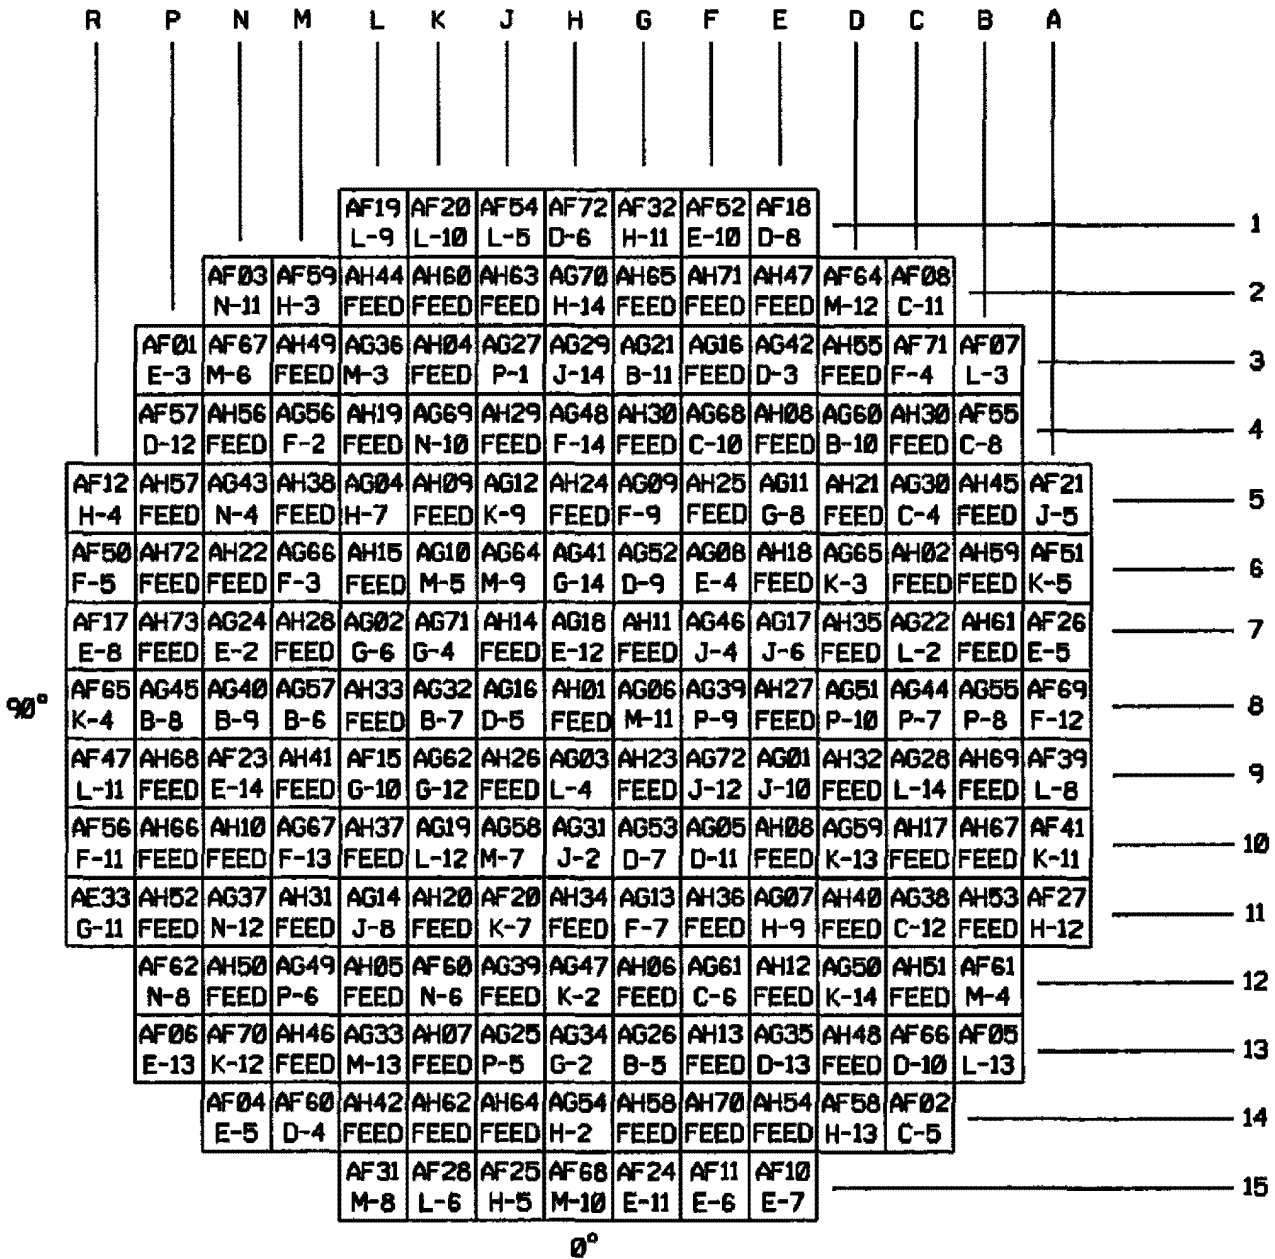 R P N M L K J H G F E D C B A
AF19 AF20 AF54 AF72 AF32 AF52 AF18
L-9 L-10 L-5 D-6 H-11 E-10 D-8 1
AF03 AF59 AH44 AH60 AH63 AG70 AH65 AH71 AH47 AF64 AF08
N-11 H-3 FEED FEED FEED H-14 FEED FEED FEED M-12 C-11 2
AF01 AF67 AH49 AG36 AH04 AG27 AG29 AG21 AG16 AG42 AH55 AF71 AF07
E-3 M-6 FEED M-3 FEED P-1 J-14 B-11 FEED D-3 FEED F-4 L-3 3
AF57 AH56 AG56 AH19 AG69 AH29 AG48 AH30 AG68 AH08 AG60 AH30 AF55
D-12 FEED F-2 FEED N-10 FEED F-14 FEED C-10 FEED B-10 FEED C-8 4
AF12 AH57 AG43 AH38 AG04 AH09 AG12 AH24 AG09 AH25 AG11 AH21 AG30 AH45 AF21
H-4 FEED N-4 FEED H-7 FEED K-9 FEED F-9 FEED G-8 FEED C-4 FEED J-5 5
AF50 AH72 AH22 AG66 AH15 AG10 AG64 AG41 AG52 AG08 AH18 AG65 AH02 AH59 AF51
F-5 FEED FEED F-3 FEED M-5 M-9 G-14 D-9 E-4 FEED K-3 FEED FEED K-5 6
AF17 AH73 AG24 AH28 AG02 AG71 AH14 AG18 AH11 AG46 AG17 AH35 AG22 AH61 AF26
E-8 FEED E-2 FEED G-6 G-4 FEED E-12 FEED J-4 J-6 FEED L-2 FEED E-5 7
90° AF65 AG45 AG40 AG57 AH33 AG32 AG16 AH01 AG06 AG39 AH27 AG51 AG44 AG55 AF69
K-4 B-8 B-9 B-6 FEED B-7 D-5 FEED M-11 P-9 FEED P-10 P-7 P-8 F-12 8
AF47 AH68 AF23 AH41 AF15 AG62 AH26 AG03 AH23 AG72 AG01 AH32 AG28 AH69 AF39
L-11 FEED E-14 FEED G-10 G-12 FEED L-4 FEED J-12 J-10 FEED L-14 FEED L-8 9
AF56 AH66 AH10 AG67 AH37 AG19 AG58 AG31 AG53 AG05 AH08 AG59 AH17 AH67 AF41
F-11 FEED FEED F-13 FEED L-12 M-7 J-2 D-7 D-11 FEED K-13 FEED FEED K-11 10
AE33 AH52 AG37 AH31 AG14 AH20 AF20 AH34 AG13 AH36 AG07 AH40 AG38 AH53 AF27
G-11 FEED N-12 FEED J-8 FEED K-7 FEED F-7 FEED H-9 FEED C-12 FEED H-12 11
AF62 AH50 AG49 AH05 AF60 AG39 AG47 AH06 AG61 AH12 AG50 AH51 AF61
N-8 FEED P-6 FEED N-6 FEED K-2 FEED C-6 FEED K-14 FEED M-4 12
AF06 AF70 AH46 AG33 AH07 AG25 AG34 AG26 AH13 AG35 AH48 AF66 AF05
E-13 K-12 FEED M-13 FEED P-5 G-2 B-5 FEED D-13 FEED D-10 L-13 13
AF04 AF60 AH42 AH62 AH64 AG54 AH58 AH70 AH54 AF58 AF02
E-5 D-4 FEED FEED FEED H-2 FEED FEED FEED H-13 C-5 14
AF31 AF28 AF25 AF68 AF24 AF11 AF10
M-8 L-6 H-5 M-10 E-11 E-6 E-7 15
0°